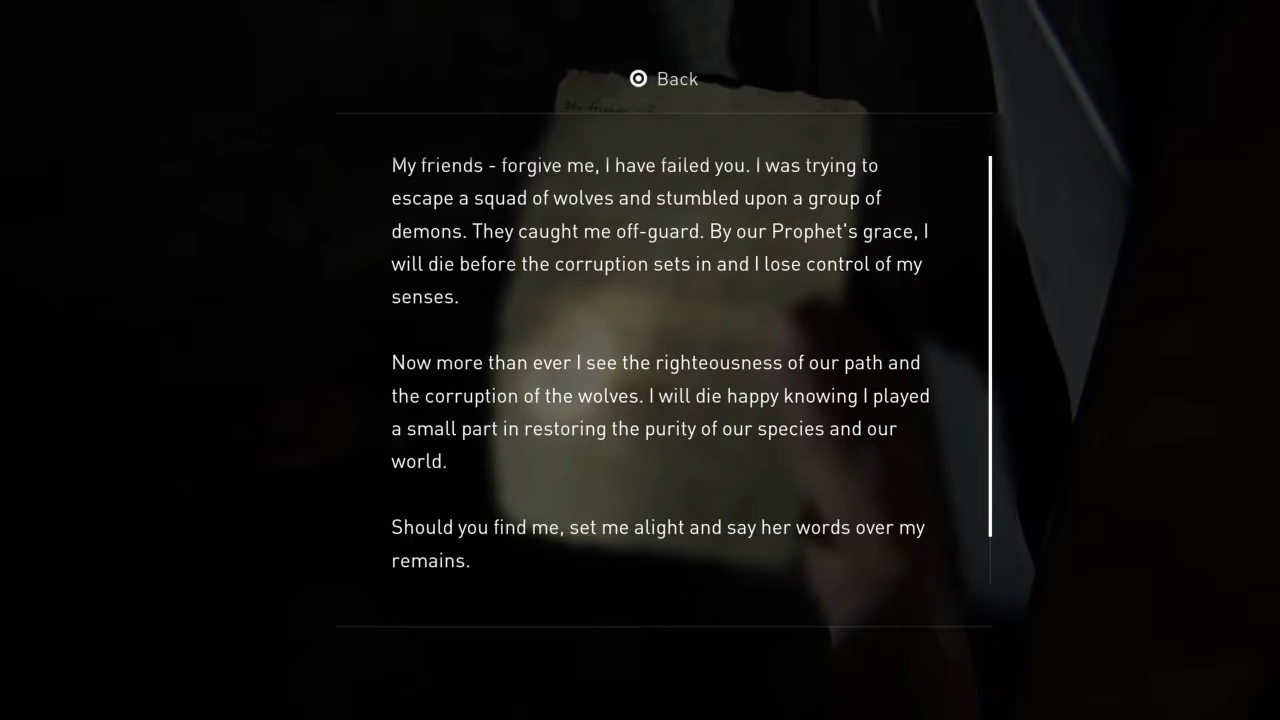 Back
My friends - forgive me, I have failed you. I was trying to
escape a squad of wolves and stumbled upon a group of
demons. They caught me off-guard. By our Prophet's grace, I
will die before the corruption sets in and I lose control of my
senses.
Now more than ever I see the righteousness of our path and
the corruption of the wolves. I will die happy knowing I played
a small part in restoring the purity of our species and our
world.
Should you find me, set me alight and say her words over my
remains.